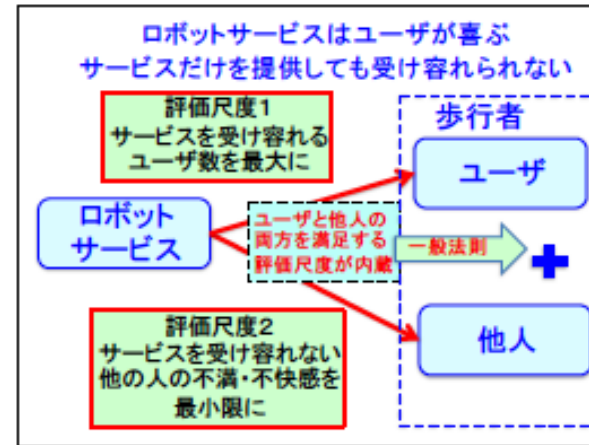 ロボットサービスはユーザが喜ぶ
サービスだけを提供しても受け容れられない
評価尺度1
サービスを受け容れる
ユーザ数を最大に
歩行者
ユーザ
ロボット
サービス
ユーザと他人の
両方を満足する
評価尺度が内蔵
一般法則
他人
評価尺度2
サービスを受け容れない
他の人の不満・不快感を
最小限に